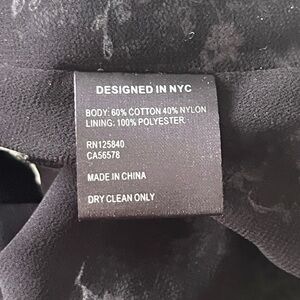 DESIGNED IN NYC
BODY: 60% COTTON 40% NYLON
LINING: 100% POLYESTER
RN125840
CA56578
MADE IN CHINA
DRY CLEAN ONLY